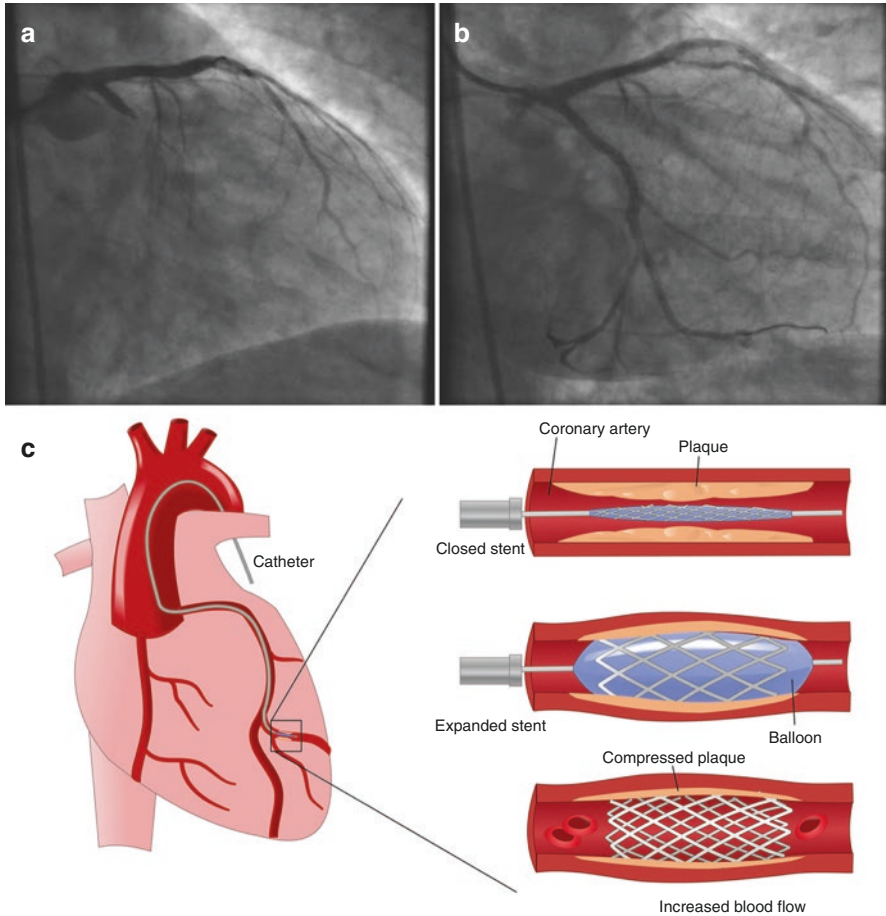 a
b
c
Coronary artery
Plaque
Catheter
Closed stent
Expanded stent
Balloon
Compressed plaque
Increased blood flow